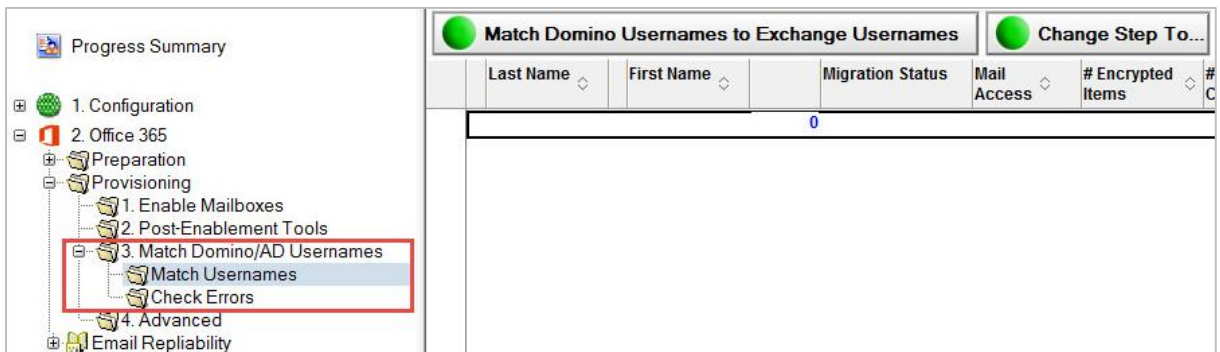 Progress Summary
1. Configuration
2. Office 365
Preparation
Provisioning
1. Enable Mailboxes
2. Post-Enablement Tools
3. Match Domino/AD Usernames
Match Usernames
Check Errors
4. Advanced
Email Repliability
Match Domino Usernames to Exchange Usernames
Change Step To...
Last Name First Name Migration Status Mail Access # Encrypted Items #
0